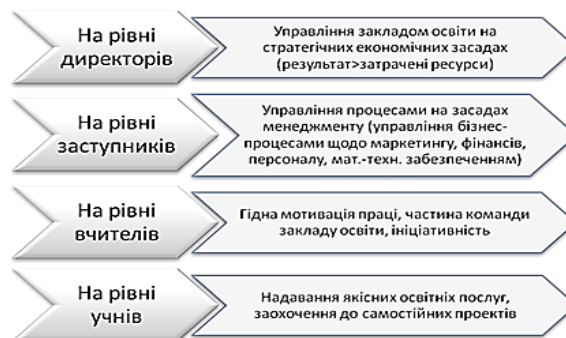 На рівні
директорів
Управління закладом освіти на
стратегічних економічних засадах
(результат>затрачені ресурси)
На рівні
заступників
Управління процесами на засадах
менеджменту (управління бізнес-
процесами щодо маркетингу, фінансів,
персоналу, мат.-техн. забезпеченням)
На рівні
вчителів
Гідна мотивація праці, частина команди
закладу освіти, ініціативність
На рівні
учнів
Надавання якісних освітніх послуг,
заохочення до самостійних проектів